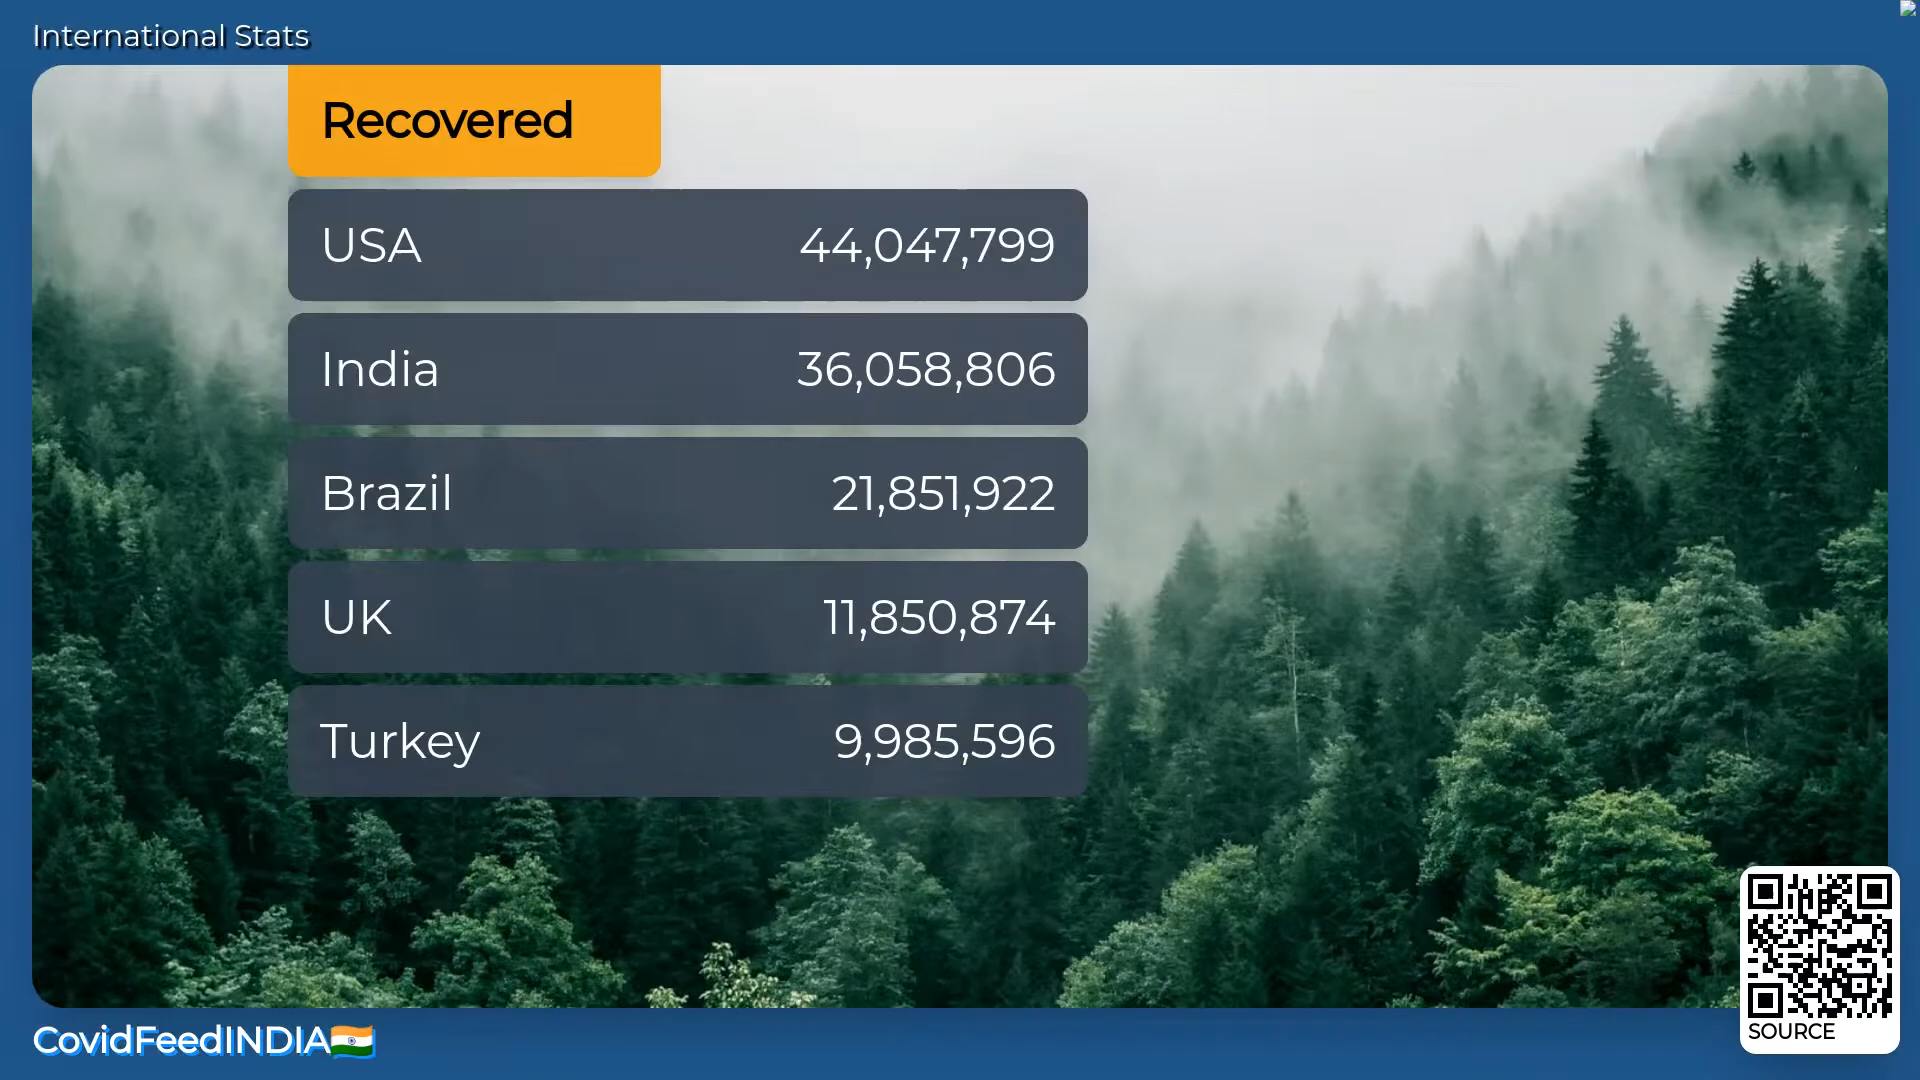 International Stats
Recovered
USA 44,047,799
India 36,058,806
Brazil 21,851,922
UK 11,850,874
Turkey 9,985,596
SOURCE
CovidFeedINDIA🇮🇳